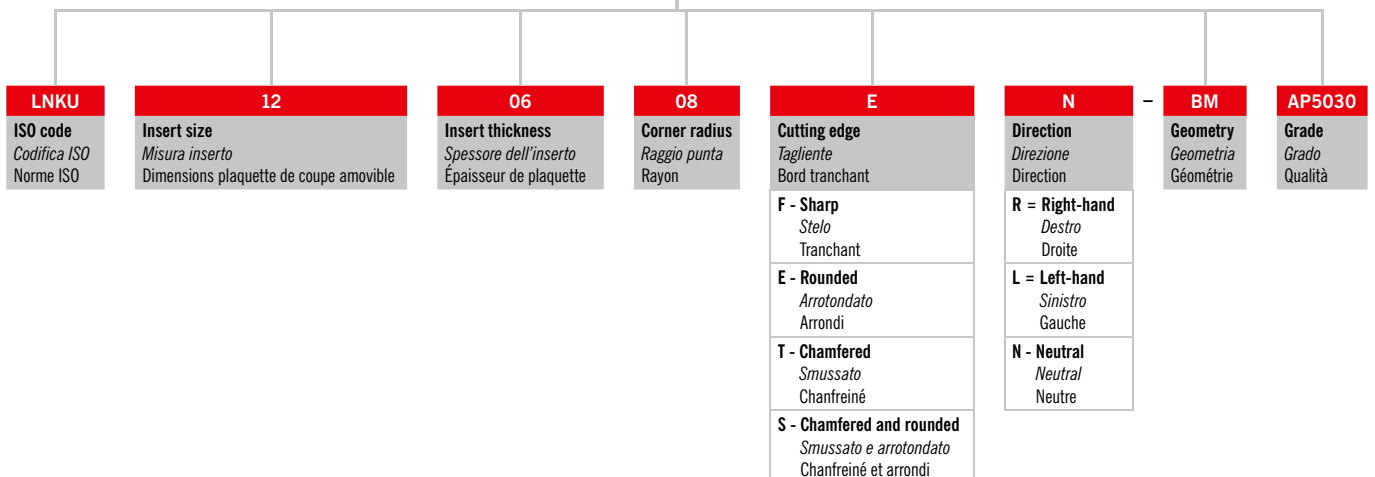 LNKU
12
06
08
E
N
–
BM
AP5030
ISO code
Codifica ISO
Norme ISO
Insert size
Misura inserto
Dimensions plaquette de coupe amovible
Insert thickness
Spessore dell'inserto
Épaisseur de plaquette
Corner radius
Raggio punta
Rayon
Cutting edge
Tagliente
Bord tranchant
Direction
Direzione
Direction
Geometry
Geometria
Géométrie
Grade
Grado
Qualità
F - Sharp
Stelo
Tranchant
E - Rounded
Arrotondato
Arrondi
T - Chamfered
Smussato
Chanfreiné
S - Chamfered and rounded
Smussato e arrotondato
Chanfreiné et arrondi
R = Right-hand
Destro
Droite
L = Left-hand
Sinistro
Gauche
N - Neutral
Neutral
Neutre